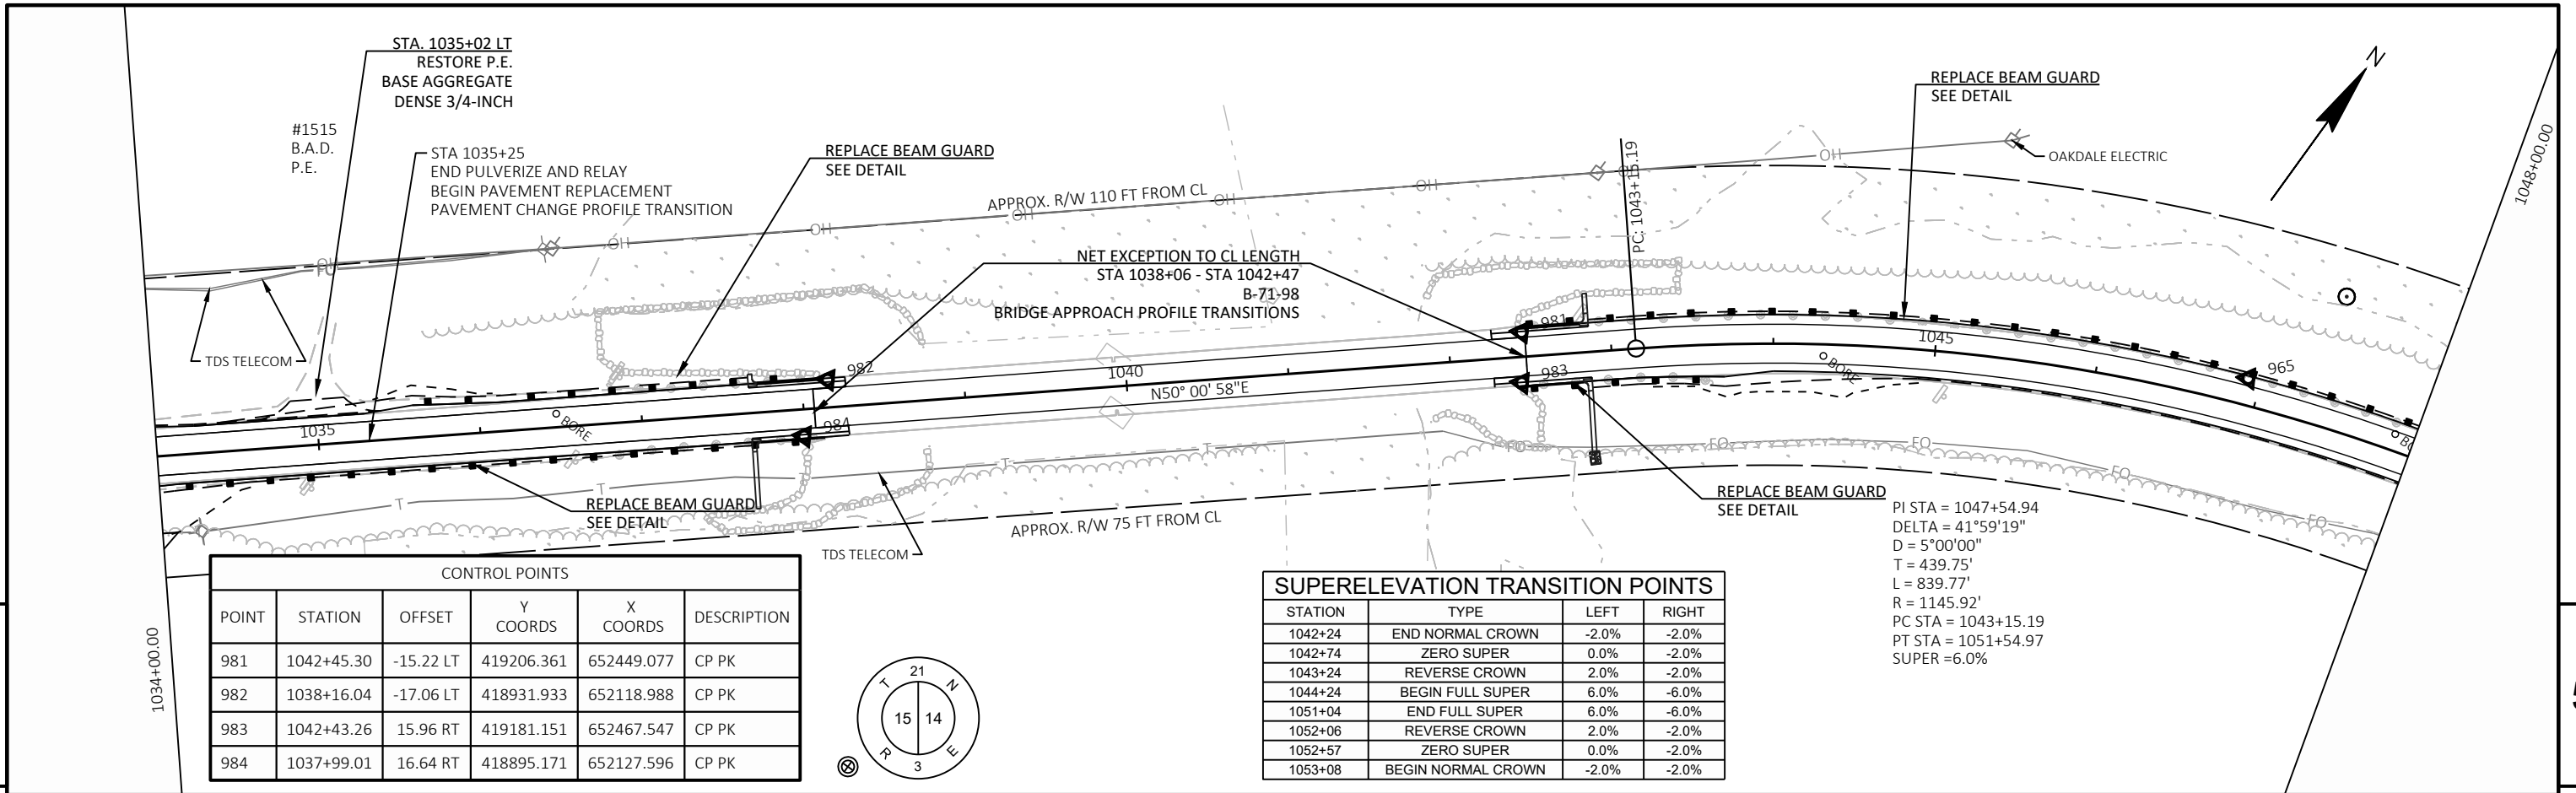 STA. 1035+02 LT
RESTORE P.E.
BASE AGGREGATE
DENSE 3/4-INCH
#1515
B.A.D.
P.E.
STA 1035+25
END PULVERIZE AND RELAY
BEGIN PAVEMENT REPLACEMENT
PAVEMENT CHANGE PROFILE TRANSITION
REPLACE BEAM GUARD
SEE DETAIL
APPROX. R/W 110 FT FROM CL
NET EXCEPTION TO CL LENGTH
STA 1038+06 - STA 1042+47
B-71-98
BRIDGE APPROACH PROFILE TRANSITIONS
PC: 1043+15.19
REPLACE BEAM GUARD
SEE DETAIL
OAKDALE ELECTRIC
N
1048+00.00
OH
OH
OH
OH
OH
OH
OH
TDS TELECOM
1035
BORE
982
984
1040
N50° 00' 58"E
981
983
1045
BORE
965
REPLACE BEAM GUARD
SEE DETAIL
T
T
T
T
T
TDS TELECOM
APPROX. R/W 75 FT FROM CL
FO
FO
FO
FO
FO
REPLACE BEAM GUARD
SEE DETAIL
PI STA = 1047+54.94
DELTA = 41°59'19"
D = 5°00'00"
T = 439.75'
L = 839.77'
R = 1145.92'
PC STA = 1043+15.19
PT STA = 1051+54.97
SUPER =6.0%
1034+00.00
CONTROL POINTS
POINT STATION OFFSET Y COORDS X COORDS DESCRIPTION
981 1042+45.30 -15.22 LT 419206.361 652449.077 CP PK
982 1038+16.04 -17.06 LT 418931.933 652118.988 CP PK
983 1042+43.26 15.96 RT 419181.151 652467.547 CP PK
984 1037+99.01 16.64 RT 418895.171 652127.596 CP PK
21
T N
15 14
R E
3
SUPERELEVATION TRANSITION POINTS
STATION TYPE LEFT RIGHT
1042+24 END NORMAL CROWN -2.0% -2.0%
1042+74 ZERO SUPER 0.0% -2.0%
1043+24 REVERSE CROWN 2.0% -2.0%
1044+24 BEGIN FULL SUPER 6.0% -6.0%
1051+04 END FULL SUPER 6.0% -6.0%
1052+06 REVERSE CROWN 2.0% -2.0%
1052+57 ZERO SUPER 0.0% -2.0%
1053+08 BEGIN NORMAL CROWN -2.0% -2.0%